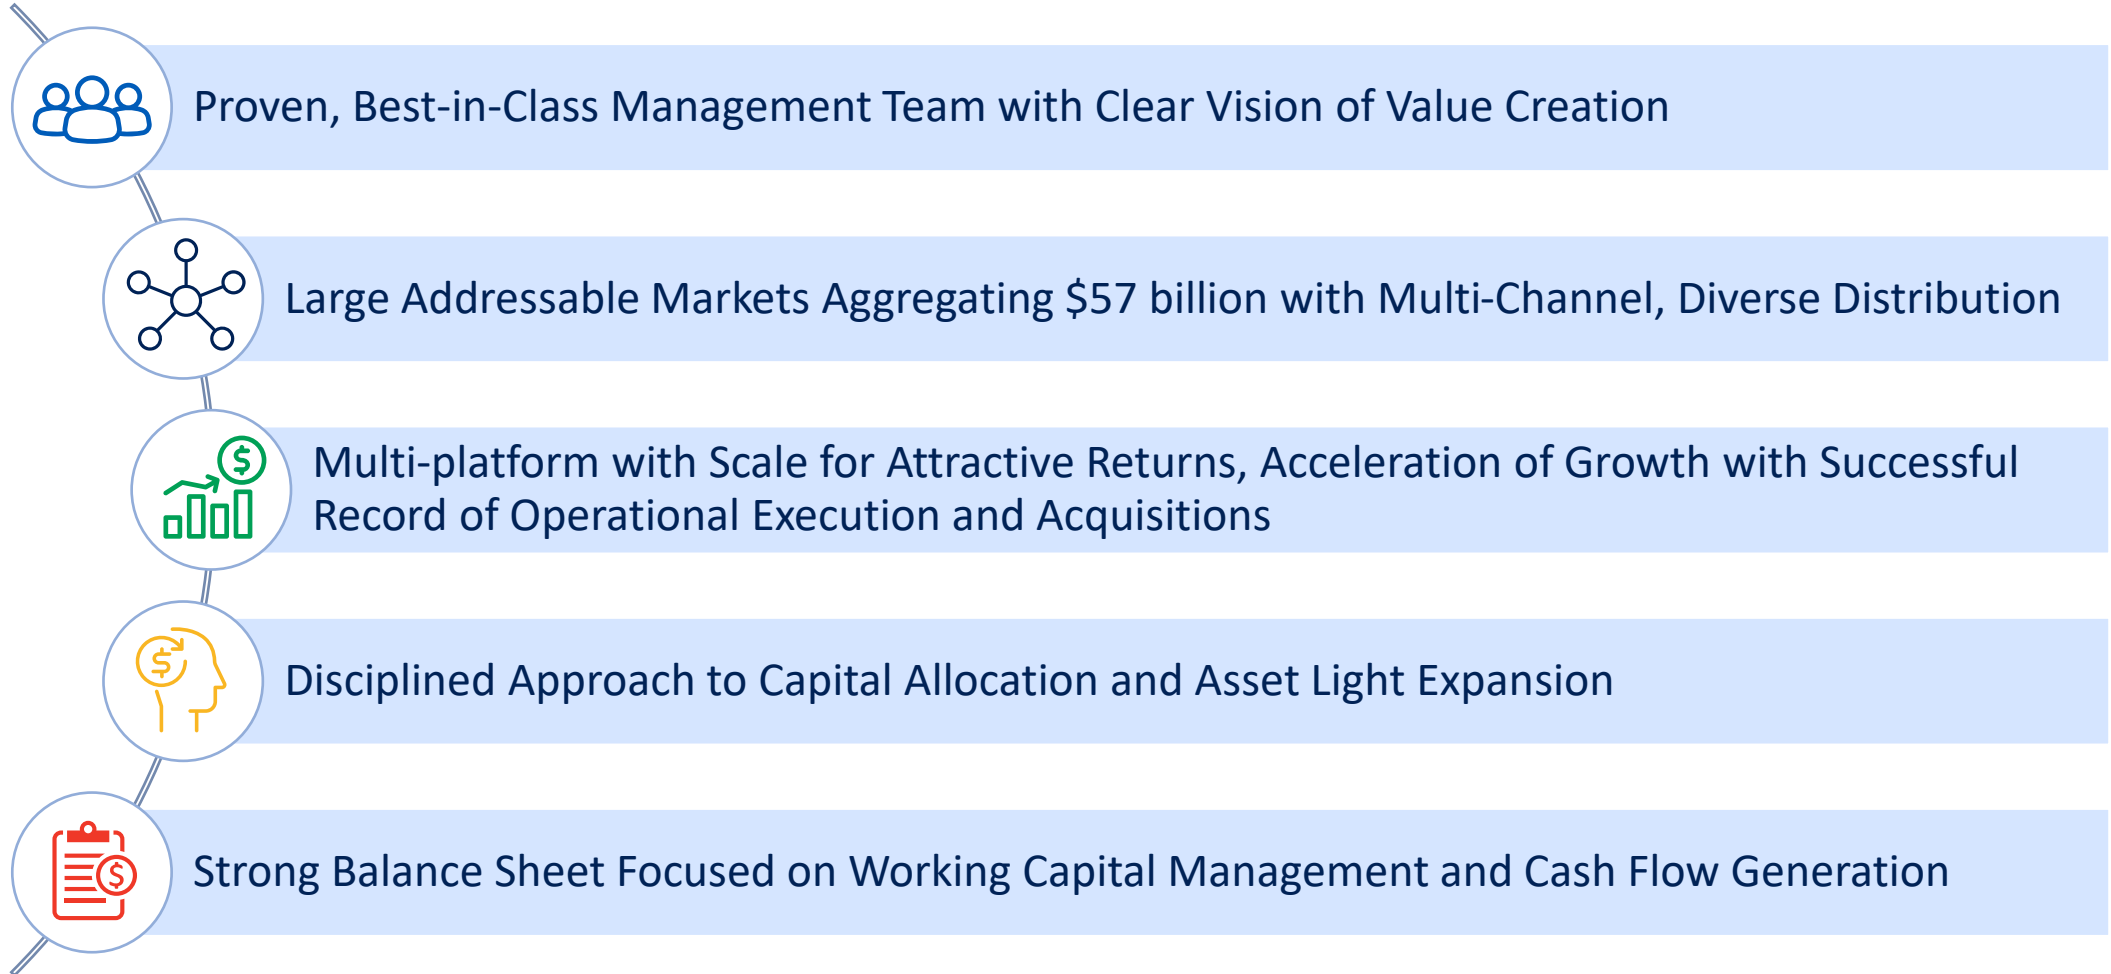 Proven, Best-in-Class Management Team with Clear Vision of Value Creation
Large Addressable Markets Aggregating $57 billion with Multi-Channel, Diverse Distribution
$
Multi-platform with Scale for Attractive Returns, Acceleration of Growth with Successful
Record of Operational Execution and Acquisitions
$
Disciplined Approach to Capital Allocation and Asset Light Expansion
$
Strong Balance Sheet Focused on Working Capital Management and Cash Flow Generation